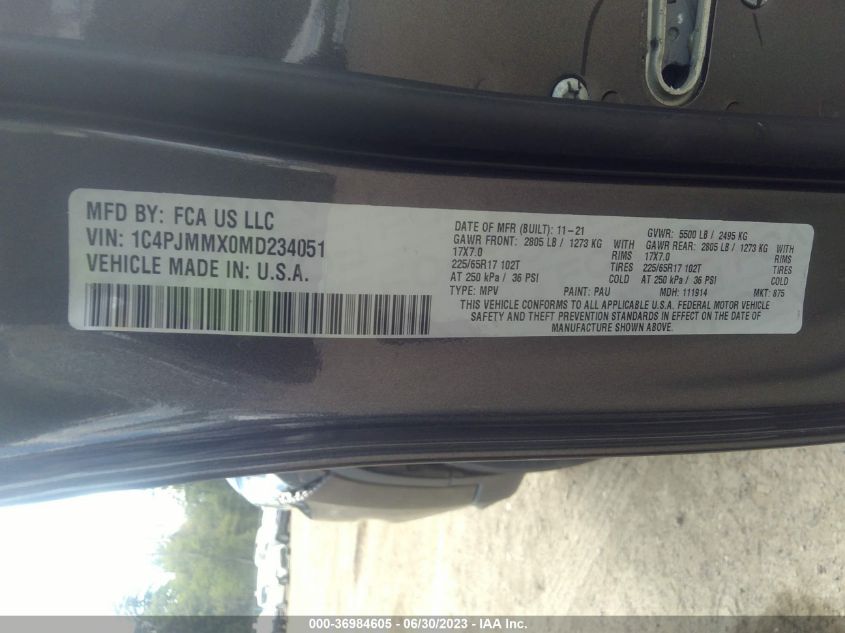 MFD BY: FCA US LLC
VIN: 1C4PJMMX0MD234051
VEHICLE MADE IN: U.S.A.
DATE OF MFR (BUILT): 11-21 GVWR: 5500 LB / 2495 KG
GAWR FRONT: 2805 LB / 1273 KG GAWR REAR: 2805 LB / 1273 KG
17X7.0 RIMS 17X7.0 RIMS
225/65R17 102T TIRES 225/65R17 102T TIRES
AT 250 kPa / 36 PSI COLD AT 250 kPa / 36 PSI COLD
TYPE: MPV PAINT: PAU MDH: 111914 MKT: 875
THIS VEHICLE CONFORMS TO ALL APPLICABLE U.S.A. FEDERAL MOTOR VEHICLE
SAFETY AND THEFT PREVENTION STANDARDS IN EFFECT ON THE DATE OF
MANUFACTURE SHOWN ABOVE.
000-36984605 - 06/30/2023 - IAA Inc.